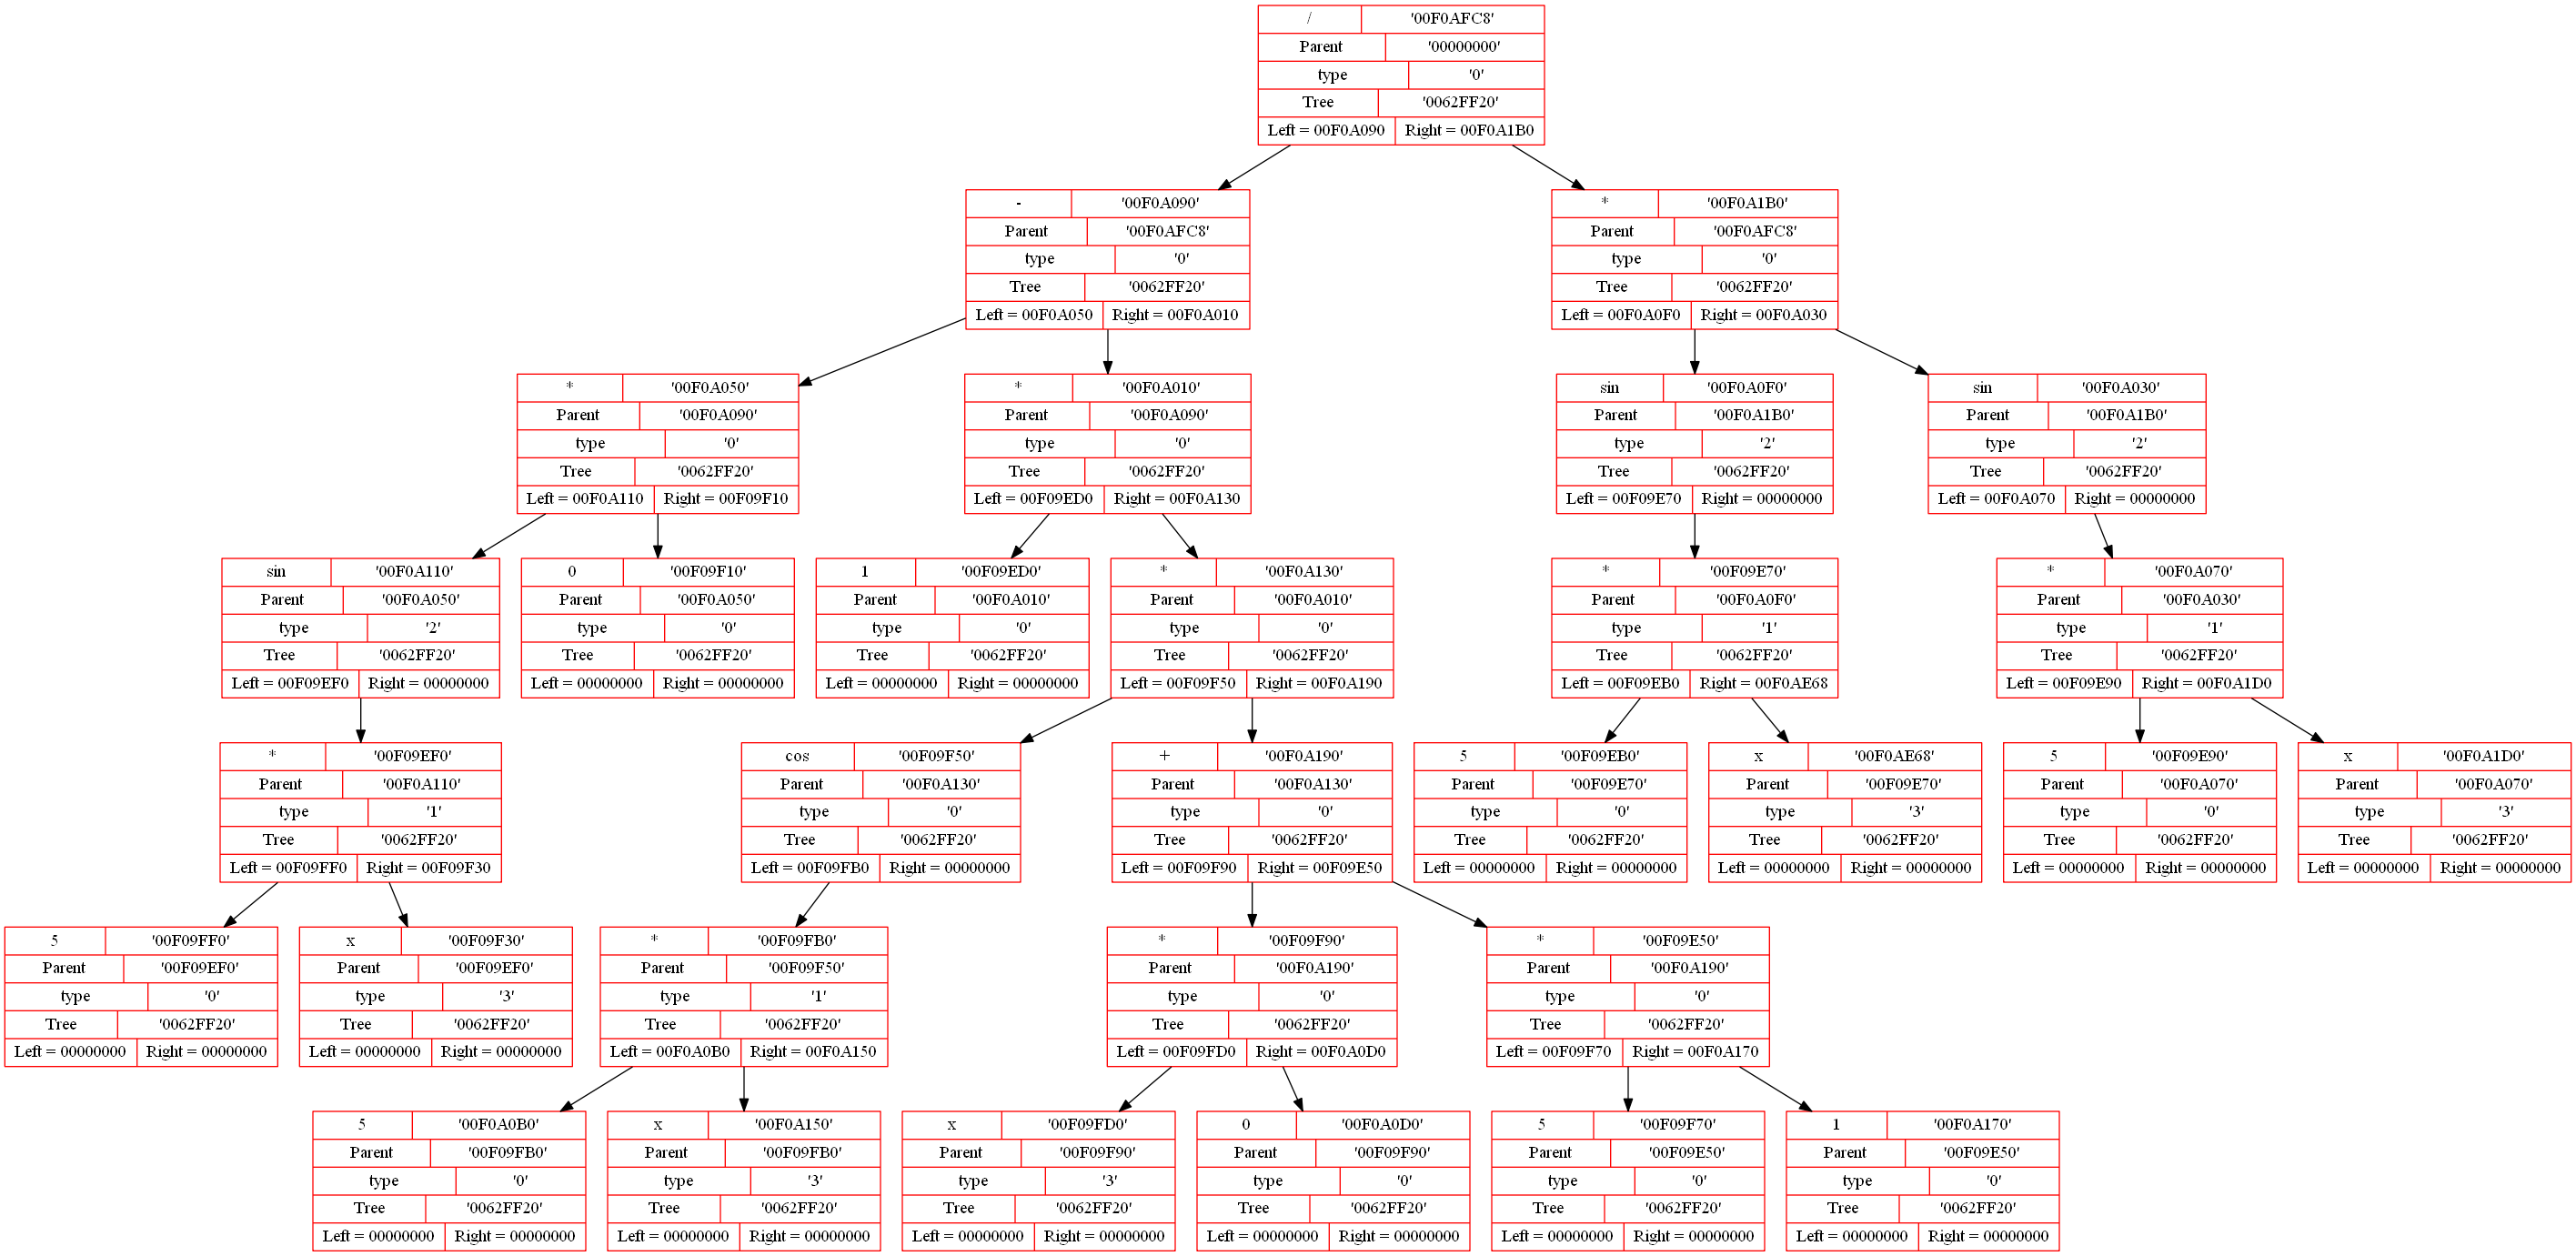 / '00F0AFC8'
Parent '00000000'
type '0'
Tree '0062FF20'
Left = 00F0A090 Right = 00F0A1B0
- '00F0A090'
Parent '00F0AFC8'
type '0'
Tree '0062FF20'
Left = 00F0A050 Right = 00F0A010
* '00F0A1B0'
Parent '00F0AFC8'
type '0'
Tree '0062FF20'
Left = 00F0A0F0 Right = 00F0A030
* '00F0A050'
Parent '00F0A090'
type '0'
Tree '0062FF20'
Left = 00F0A110 Right = 00F09F10
* '00F0A010'
Parent '00F0A090'
type '0'
Tree '0062FF20'
Left = 00F09ED0 Right = 00F0A130
sin '00F0A0F0'
Parent '00F0A1B0'
type '2'
Tree '0062FF20'
Left = 00F09E70 Right = 00000000
sin '00F0A030'
Parent '00F0A1B0'
type '2'
Tree '0062FF20'
Left = 00F0A070 Right = 00000000
sin '00F0A110'
Parent '00F0A050'
type '2'
Tree '0062FF20'
Left = 00F09EF0 Right = 00000000
0 '00F09F10'
Parent '00F0A050'
type '0'
Tree '0062FF20'
Left = 00000000 Right = 00000000
1 '00F09ED0'
Parent '00F0A010'
type '0'
Tree '0062FF20'
Left = 00000000 Right = 00000000
* '00F0A130'
Parent '00F0A010'
type '0'
Tree '0062FF20'
Left = 00F09F50 Right = 00F0A190
* '00F09E70'
Parent '00F0A0F0'
type '1'
Tree '0062FF20'
Left = 00F09EB0 Right = 00F0AE68
* '00F0A070'
Parent '00F0A030'
type '1'
Tree '0062FF20'
Left = 00F09E90 Right = 00F0A1D0
* '00F09EF0'
Parent '00F0A110'
type '1'
Tree '0062FF20'
Left = 00F09FF0 Right = 00F09F30
cos '00F09F50'
Parent '00F0A130'
type '0'
Tree '0062FF20'
Left = 00F09FB0 Right = 00000000
+ '00F0A190'
Parent '00F0A130'
type '0'
Tree '0062FF20'
Left = 00F09F90 Right = 00F09E50
5 '00F09EB0'
Parent '00F09E70'
type '0'
Tree '0062FF20'
Left = 00000000 Right = 00000000
x '00F0AE68'
Parent '00F09E70'
type '3'
Tree '0062FF20'
Left = 00000000 Right = 00000000
5 '00F09E90'
Parent '00F0A070'
type '0'
Tree '0062FF20'
Left = 00000000 Right = 00000000
x '00F0A1D0'
Parent '00F0A070'
type '3'
Tree '0062FF20'
Left = 00000000 Right = 00000000
5 '00F09FF0'
Parent '00F09EF0'
type '0'
Tree '0062FF20'
Left = 00000000 Right = 00000000
x '00F09F30'
Parent '00F09EF0'
type '3'
Tree '0062FF20'
Left = 00000000 Right = 00000000
* '00F09FB0'
Parent '00F09F50'
type '1'
Tree '0062FF20'
Left = 00F0A0B0 Right = 00F0A150
* '00F09F90'
Parent '00F0A190'
type '0'
Tree '0062FF20'
Left = 00F09FD0 Right = 00F0A0D0
* '00F09E50'
Parent '00F0A190'
type '0'
Tree '0062FF20'
Left = 00F09F70 Right = 00F0A170
5 '00F0A0B0'
Parent '00F09FB0'
type '0'
Tree '0062FF20'
Left = 00000000 Right = 00000000
x '00F0A150'
Parent '00F09FB0'
type '3'
Tree '0062FF20'
Left = 00000000 Right = 00000000
x '00F09FD0'
Parent '00F09F90'
type '3'
Tree '0062FF20'
Left = 00000000 Right = 00000000
0 '00F0A0D0'
Parent '00F09F90'
type '0'
Tree '0062FF20'
Left = 00000000 Right = 00000000
5 '00F09F70'
Parent '00F09E50'
type '0'
Tree '0062FF20'
Left = 00000000 Right = 00000000
1 '00F0A170'
Parent '00F09E50'
type '0'
Tree '0062FF20'
Left = 00000000 Right = 00000000